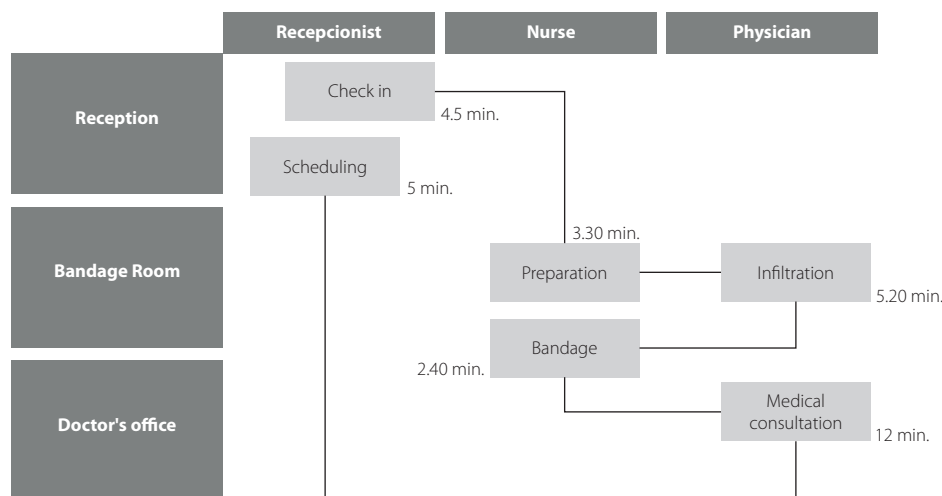 Recepcionist
Nurse
Physician
Reception
Check in
4.5 min.
Scheduling
5 min.
Bandage Room
3.30 min.
Preparation
Infiltration
5.20 min.
Bandage
2.40 min.
Doctor's office
Medical
consultation
12 min.